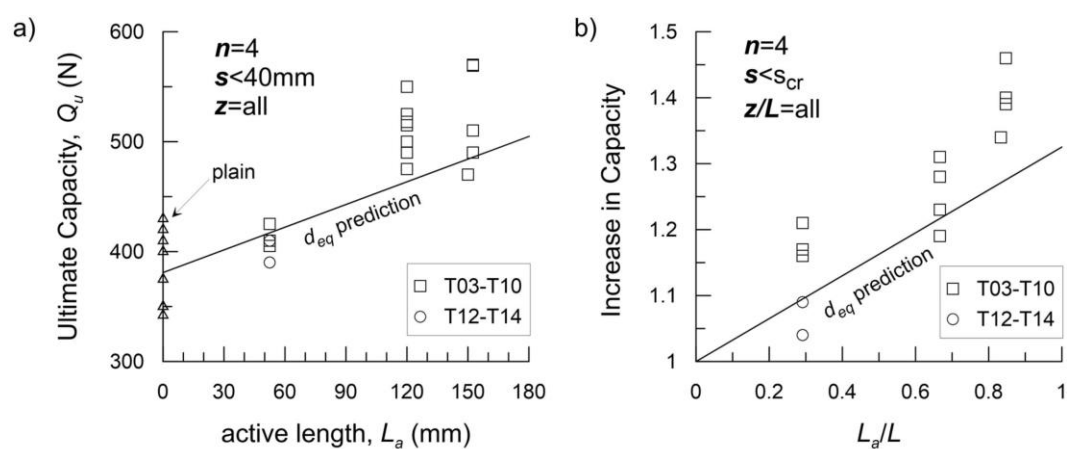 a)
Ultimate Capacity, Qu (N)
600
500
400
300
n=4
s<40mm
z=all
plain
deq prediction
T03-T10
T12-T14
0 30 60 90 120 150 180
active length, La (mm)
b)
Increase in Capacity
1.5
1.4
1.3
1.2
1.1
1
n=4
s<scr
z/L=all
deq prediction
T03-T10
T12-T14
0 0.2 0.4 0.6 0.8 1
La/L